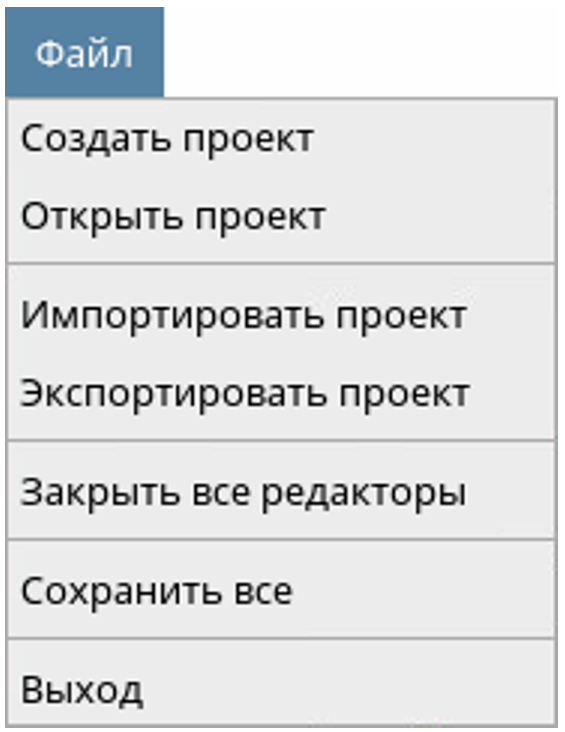 Файл
Создать проект
Открыть проект
Импортировать проект
Экспортировать проект
Закрыть все редакторы
Сохранить все
Выход